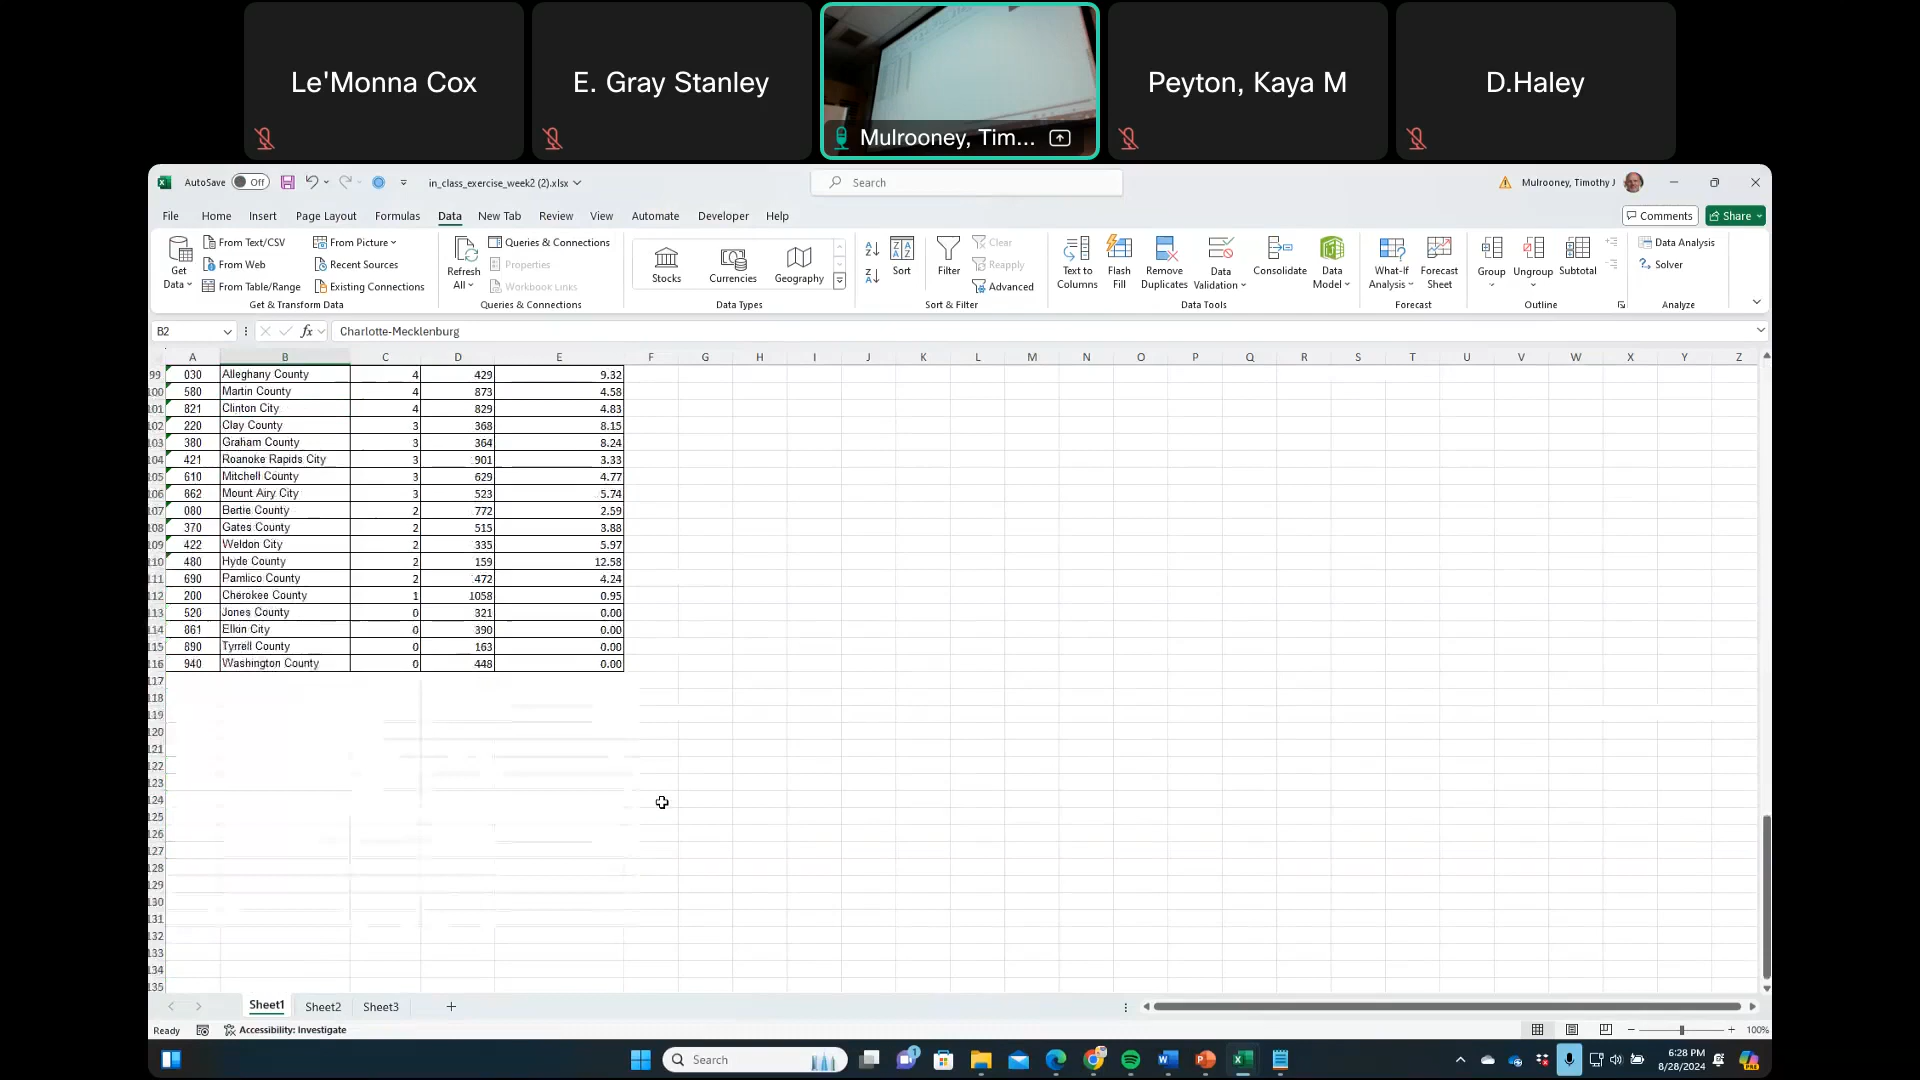 Le'Monna Cox
E. Gray Stanley
Mulrooney, Tim...
Peyton, Kaya M
D.Haley
AutoSave Off
in_class_exercise_week2 (2).xlsx
Search
Mulrooney, Timothy J
File Home Insert Page Layout Formulas Data New Tab Review View Automate Developer Help
Comments Share
Get Data
From Text/CSV
From Web
From Table/Range
From Picture
Recent Sources
Existing Connections
Get & Transform Data
Refresh All
Queries & Connections
Properties
Workbook Links
Queries & Connections
Stocks
Currencies
Geography
Data Types
Sort
Filter
Clear
Reapply
Advanced
Sort & Filter
Text to Columns
Flash Fill
Remove Duplicates
Data Validation
Consolidate
Data Model
Data Tools
What-If Analysis
Forecast Sheet
Forecast
Group
Ungroup
Subtotal
Outline
Data Analysis
Solver
Analyze
B2 fx Charlotte-Mecklenburg
A B C D E F G H I J K L M N O P Q R S T U V W X Y Z
99 030 Alleghany County 4 429 9.32
100 580 Martin County 4 873 4.58
101 821 Clinton City 4 829 4.83
102 220 Clay County 3 368 8.15
103 380 Graham County 3 364 8.24
104 421 Roanoke Rapids City 3 901 3.33
105 610 Mitchell County 3 629 4.77
106 862 Mount Airy City 3 523 5.74
107 080 Bertie County 2 772 2.59
108 370 Gates County 2 515 3.88
109 422 Weldon City 2 335 5.97
110 480 Hyde County 2 159 12.58
111 690 Pamlico County 2 472 4.24
112 200 Cherokee County 1 1058 0.95
113 520 Jones County 0 321 0.00
114 861 Elkin City 0 390 0.00
115 890 Tyrrell County 0 163 0.00
116 940 Washington County 0 448 0.00
117
118
119
120
121
122
123
124
125
126
127
128
129
130
131
132
133
134
135
Sheet1 Sheet2 Sheet3
Ready Accessibility: Investigate
100%
Search
6:28 PM
8/28/2024